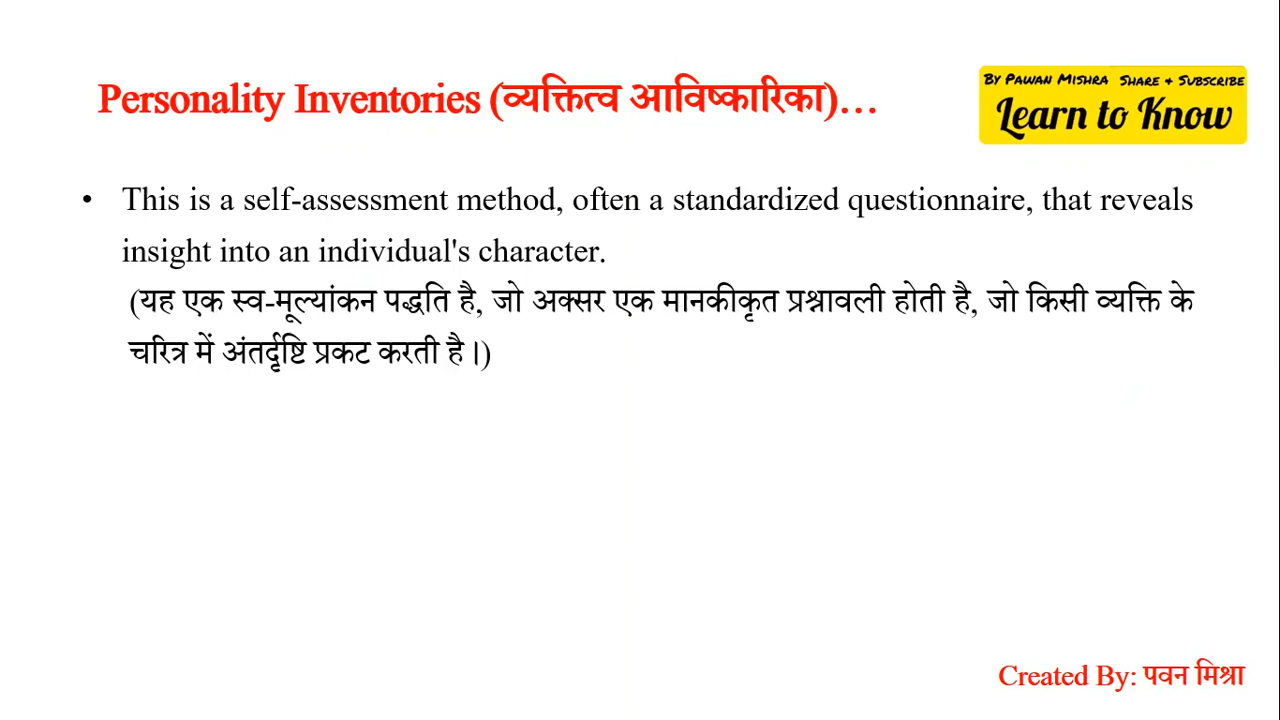 Personality Inventories (व्यक्तित्व आविष्कारिका)...
By Pawan Mishra Share & Subscribe
Learn to Know
• This is a self-assessment method, often a standardized questionnaire, that reveals
insight into an individual's character.
(यह एक स्व-मूल्यांकन पद्धति है, जो अक्सर एक मानकीकृत प्रश्नावली होती है, जो किसी व्यक्ति के
चरित्र में अंतर्दृष्टि प्रकट करती है।)
Created By: पवन मिश्रा